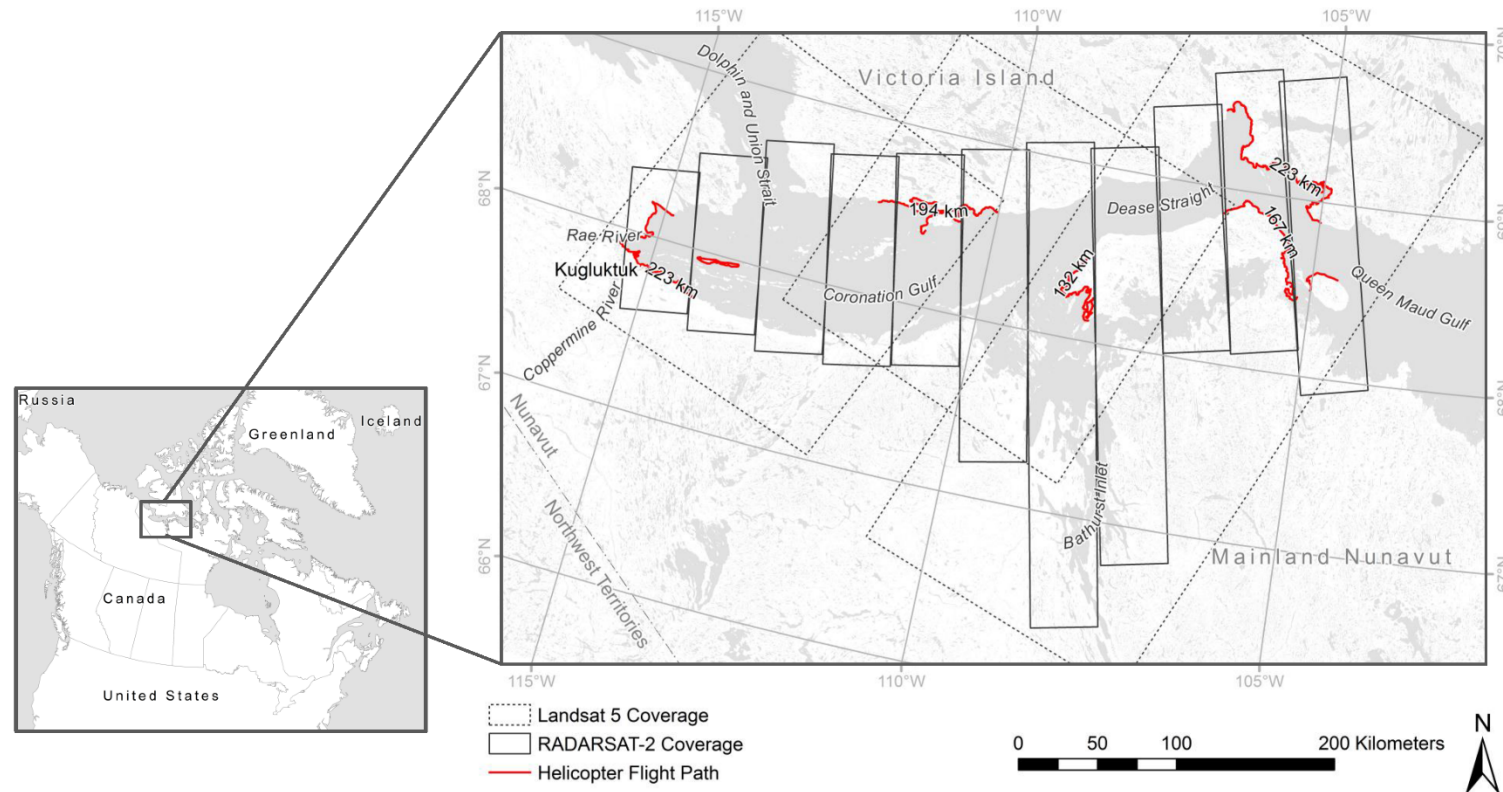 115°W
110°W
105°W
70°N
Dolphin and Union Strait
Victoria Island
68°N
223 km
194 km
Dease Straight
69°N
Rae River
167 km
Kugluktuk
223 km
132 km
Queen Maud Gulf
Coronation Gulf
Coppermine River
67°N
68°N
Nunavut
Bathurst Inlet
Northwest Territories
66°N
Mainland Nunavut
67°N
115°W
110°W
105°W
Russia
Iceland
Greenland
Canada
United States
Landsat 5 Coverage
RADARSAT-2 Coverage
Helicopter Flight Path
0 50 100 200 Kilometers
N